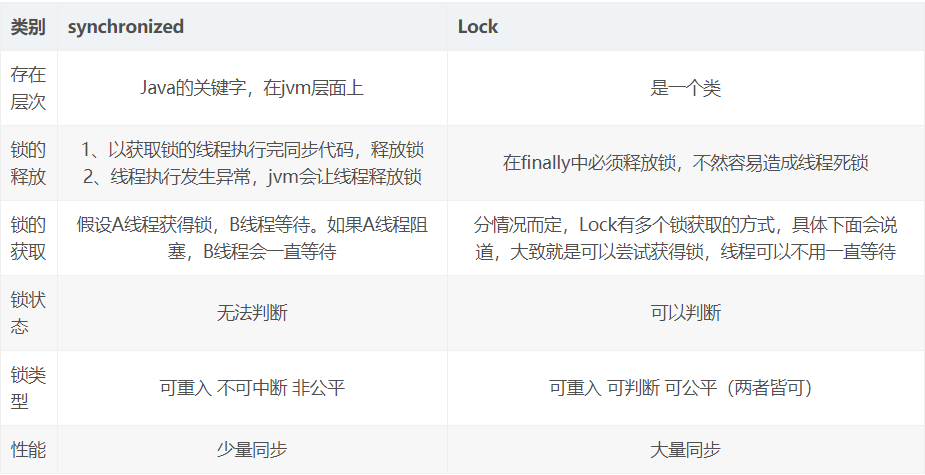 类别 synchronized Lock
存在
层次
Java的关键字，在jvm层面上
是一个类
锁的
释放
1、以获取锁的线程执行完同步代码，释放锁
2、线程执行发生异常，jvm会让线程释放锁
在finally中必须释放锁，不然容易造成线程死锁
锁的
获取
假设A线程获得锁，B线程等待。如果A线程阻
塞，B线程会一直等待
分情况而定，Lock有多个锁获取的方式，具体下面会说
道，大致就是可以尝试获得锁，线程可以不用一直等待
锁状
态
无法判断
可以判断
锁类
型
可重入 不可中断 非公平
可重入 可判断 可公平（两者皆可）
性能
少量同步
大量同步